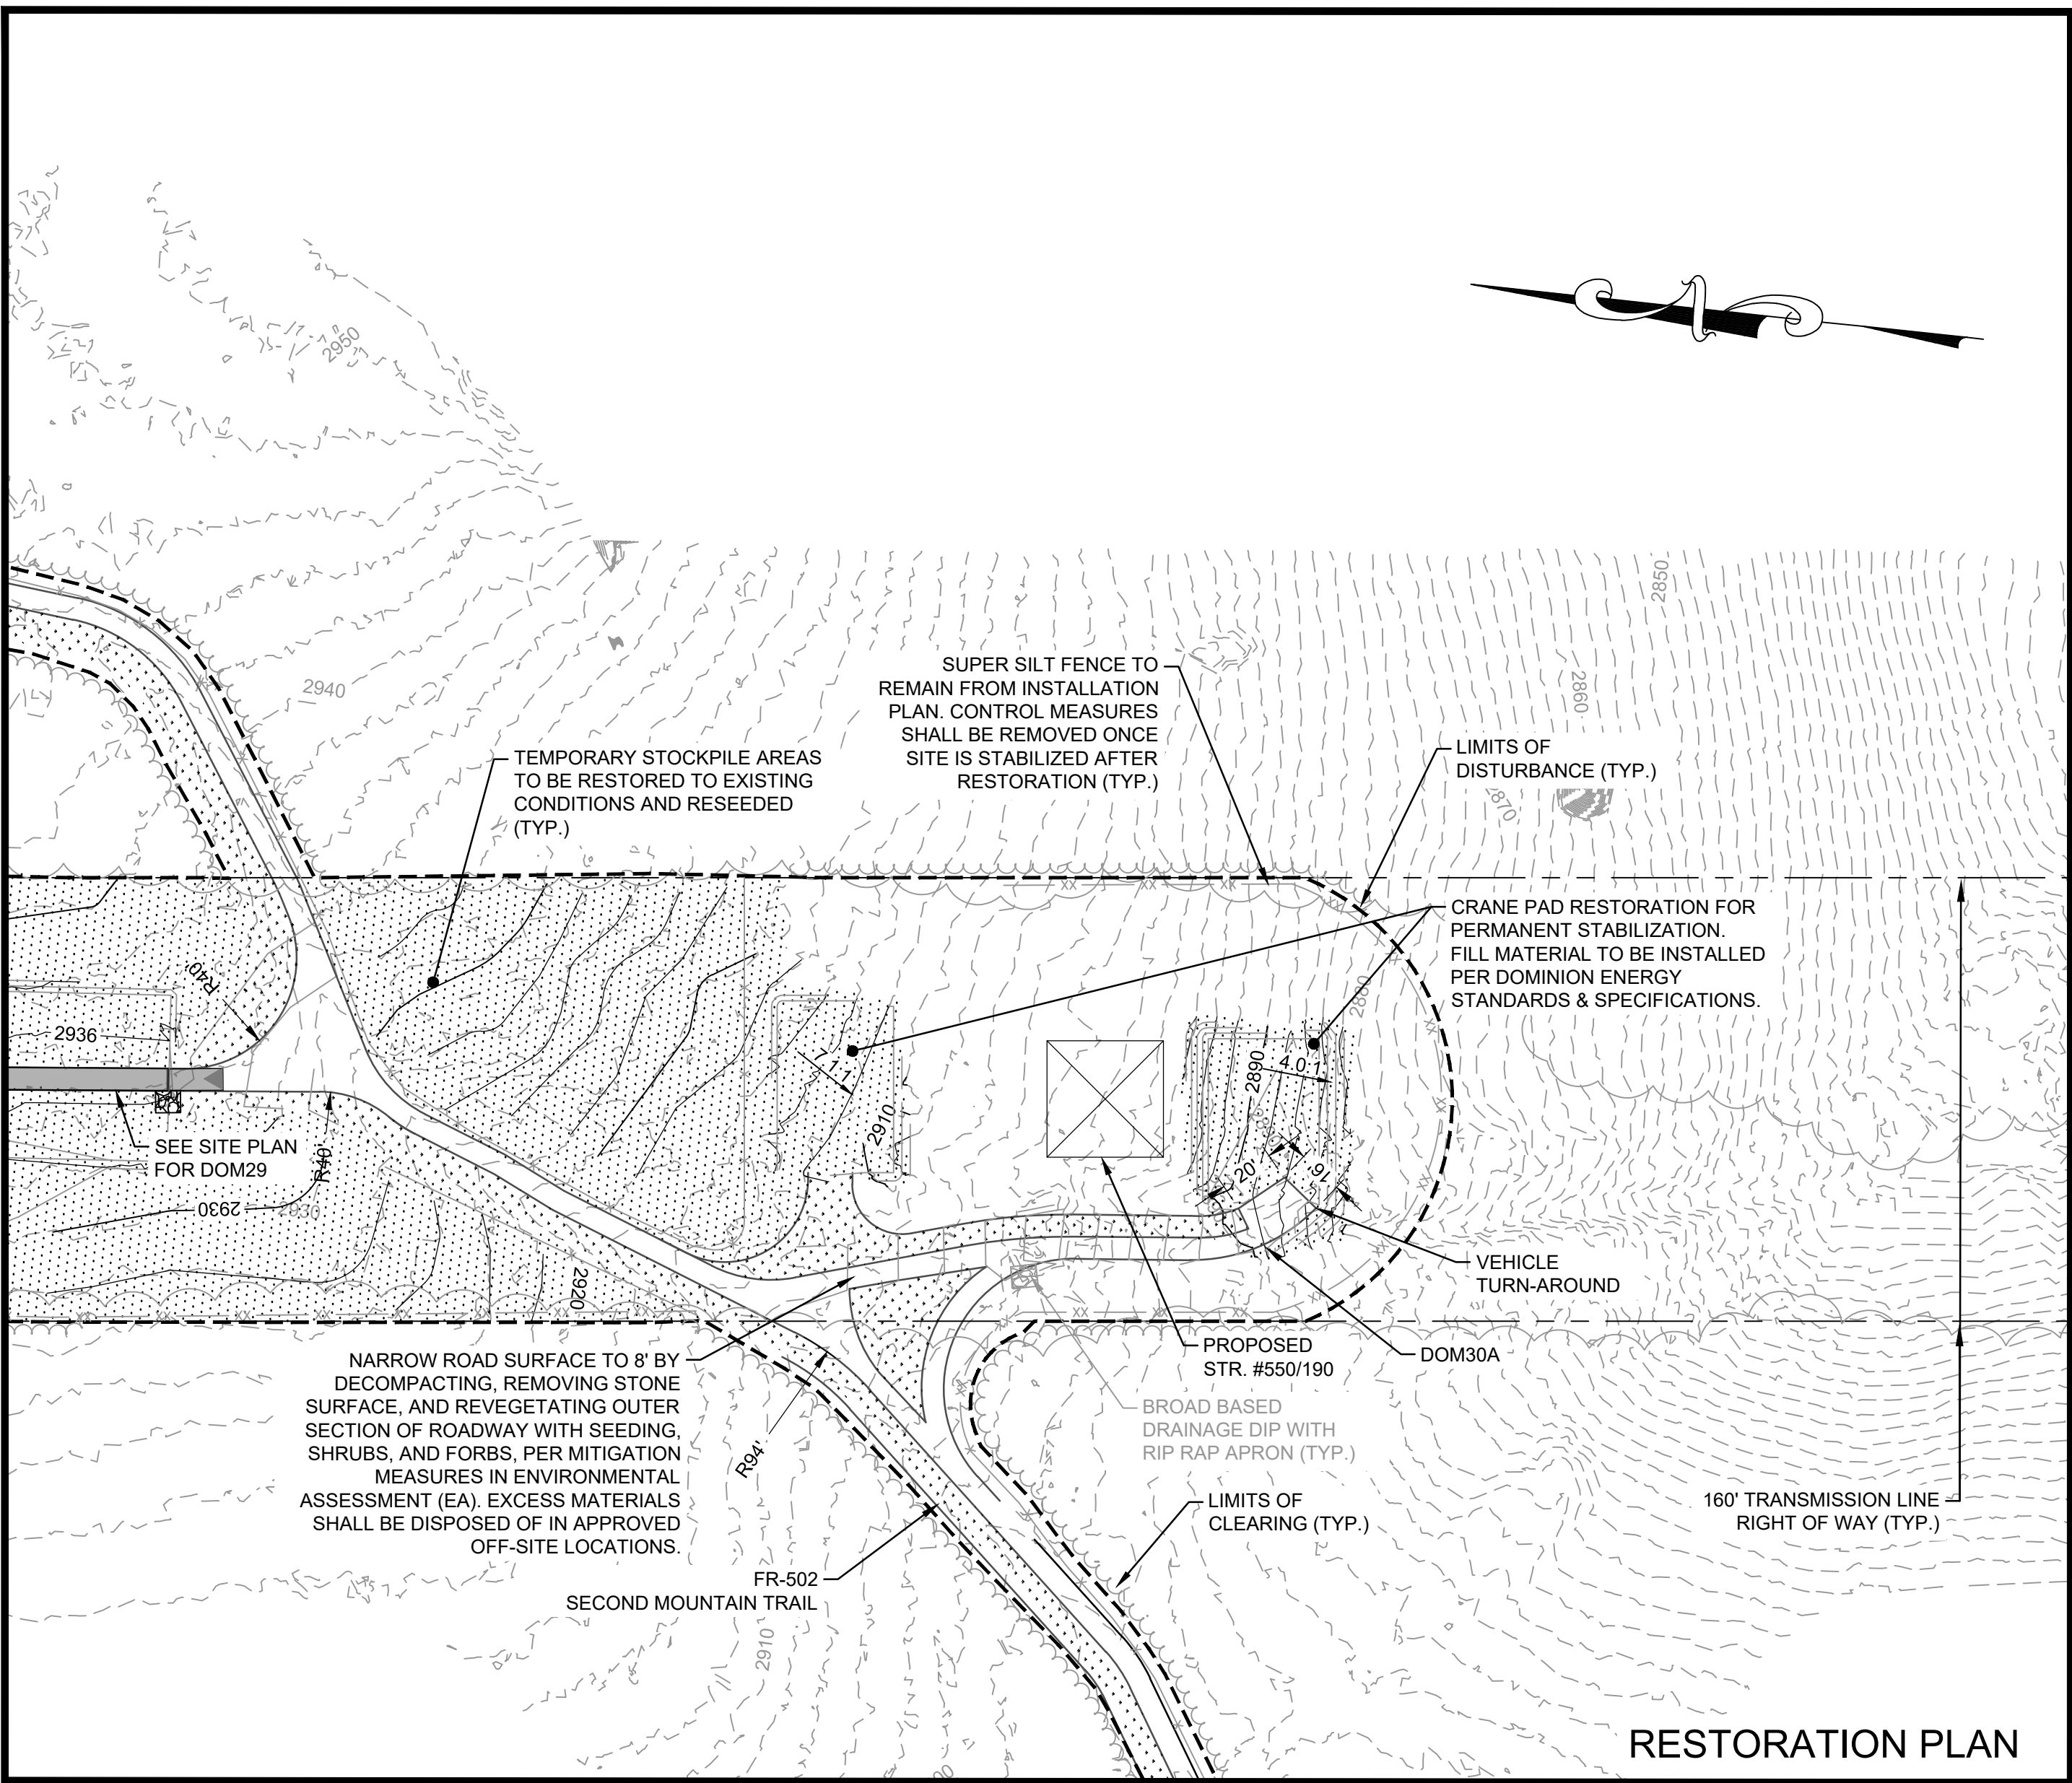 2950
2850
2860
2870
2940
SUPER SILT FENCE TO
REMAIN FROM INSTALLATION
PLAN. CONTROL MEASURES
SHALL BE REMOVED ONCE
SITE IS STABILIZED AFTER
RESTORATION (TYP.)
LIMITS OF
DISTURBANCE (TYP.)
TEMPORARY STOCKPILE AREAS
TO BE RESTORED TO EXISTING
CONDITIONS AND RESEEDED
(TYP.)
CRANE PAD RESTORATION FOR
PERMANENT STABILIZATION.
FILL MATERIAL TO BE INSTALLED
PER DOMINION ENERGY
STANDARDS & SPECIFICATIONS.
R40'
2936
2890
2910
SEE SITE PLAN
FOR DOM29
R40'
2930
2930
20'
16'
2920
VEHICLE
TURN-AROUND
PROPOSED
STR. #550/190
DOM30A
NARROW ROAD SURFACE TO 8' BY
DECOMPACTING, REMOVING STONE
SURFACE, AND REVEGETATING OUTER
SECTION OF ROADWAY WITH SEEDING,
SHRUBS, AND FORBS, PER MITIGATION
MEASURES IN ENVIRONMENTAL
ASSESSMENT (EA). EXCESS MATERIALS
SHALL BE DISPOSED OF IN APPROVED
OFF-SITE LOCATIONS.
R94'
BROAD BASED
DRAINAGE DIP WITH
RIP RAP APRON (TYP.)
LIMITS OF
CLEARING (TYP.)
160' TRANSMISSION LINE
RIGHT OF WAY (TYP.)
FR-502
SECOND MOUNTAIN TRAIL
2910
RESTORATION PLAN